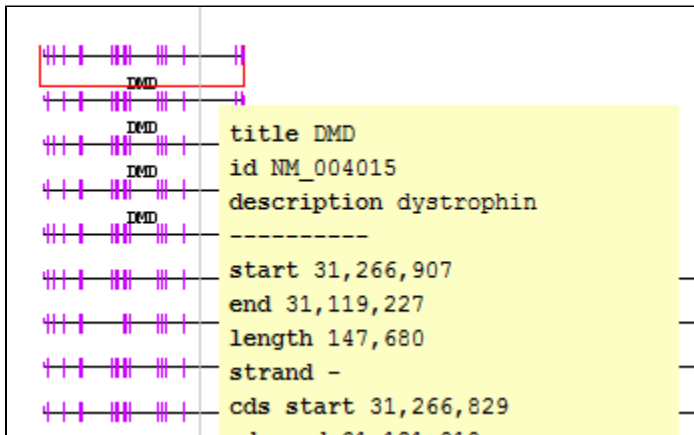 DMD
DMD
DMD
DMD
title DMD
id NM_004015
description dystrophin
----------
start 31,266,907
end 31,119,227
length 147,680
strand -
cds start 31,266,829